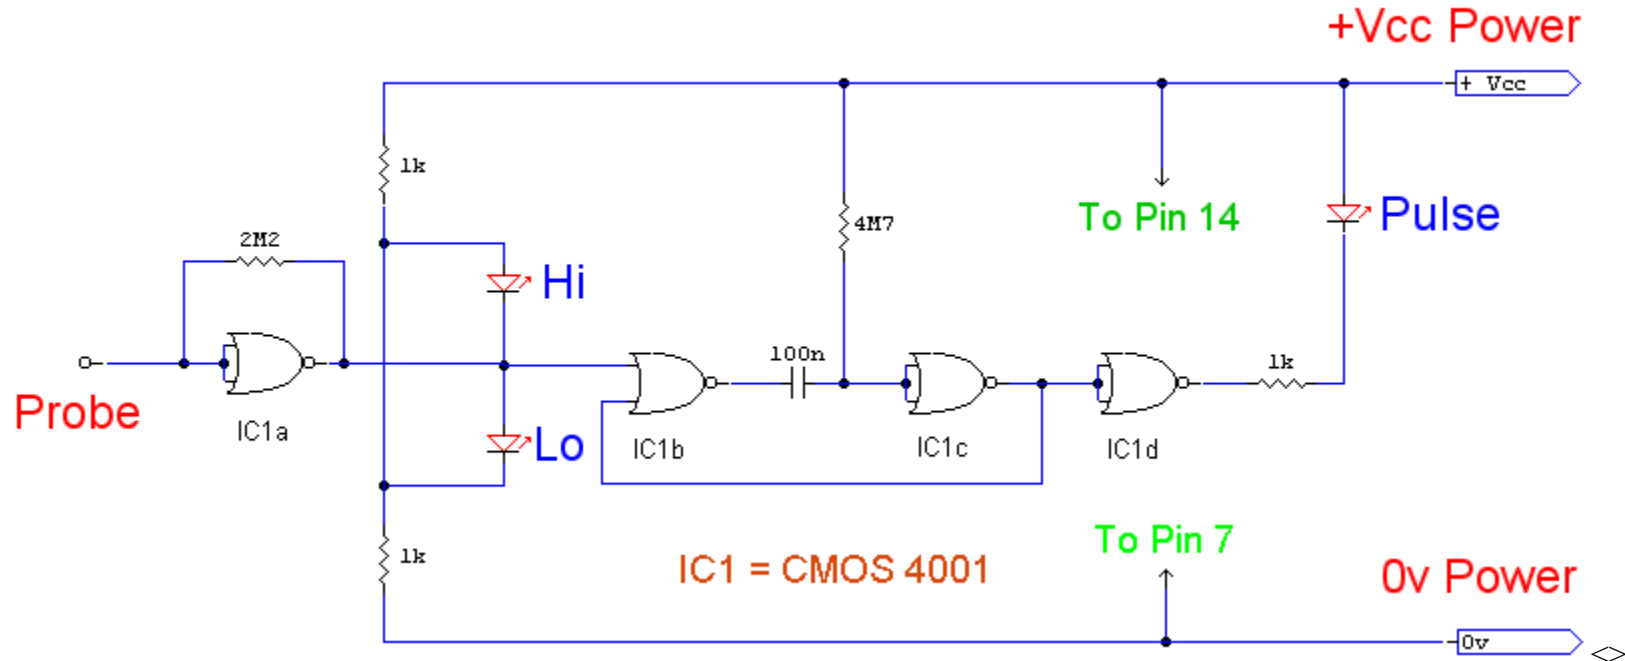 +Vcc Power
+ Vcc
1k
To Pin 14
Pulse
4M7
2M2
Hi
100n
1k
Probe
IC1a
Lo
IC1b
IC1c
IC1d
To Pin 7
1k
IC1 = CMOS 4001
0v Power
0v
<>